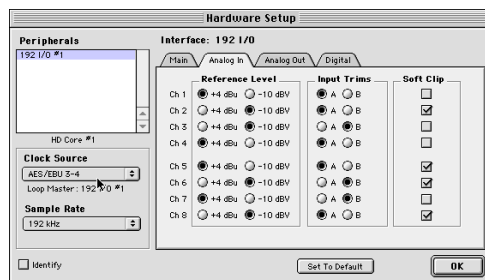 Hardware Setup
Peripherals
192 I/O #1
HD Core #1
Clock Source
AES/EBU 3-4
Loop Master : 192 I/O #1
Sample Rate
192 kHz
Identify
Interface: 192 I/O
Main Analog In Analog Out Digital
Reference Level Input Trims Soft Clip
Ch 1 +4 dBu -10 dBV A B
Ch 2 +4 dBu -10 dBV A B
Ch 3 +4 dBu -10 dBV A B
Ch 4 +4 dBu -10 dBV A B
Ch 5 +4 dBu -10 dBV A B
Ch 6 +4 dBu -10 dBV A B
Ch 7 +4 dBu -10 dBV A B
Ch 8 +4 dBu -10 dBV A B
Set To Default OK